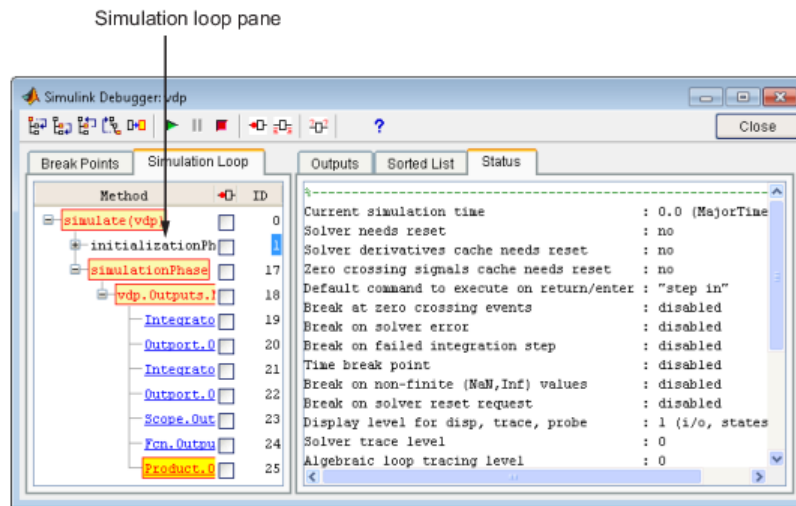 Simulation loop pane
Simulink Debugger: vdp
? Close
Break Points Simulation Loop Outputs Sorted List Status
Method ID
simulate(vdp) 0
initializationPh 1
simulationPhase 17
vdp.Outputs. 18
Integrato 19
Outport.O 20
Integrato 21
Outport.O 22
Scope.Out 23
Fcn.Outpu 24
Product.O 25
%----------------------------------------------------------------
Current simulation time : 0.0 (MajorTime
Solver needs reset : no
Solver derivatives cache needs reset : no
Zero crossing signals cache needs reset : no
Default command to execute on return/enter : "step in"
Break at zero crossing events : disabled
Break on solver error : disabled
Break on failed integration step : disabled
Time break point : disabled
Break on non-finite (NaN,Inf) values : disabled
Break on solver reset request : disabled
Display level for disp, trace, probe : 1 (i/o, states
Solver trace level : 0
Algebraic loop tracing level : 0